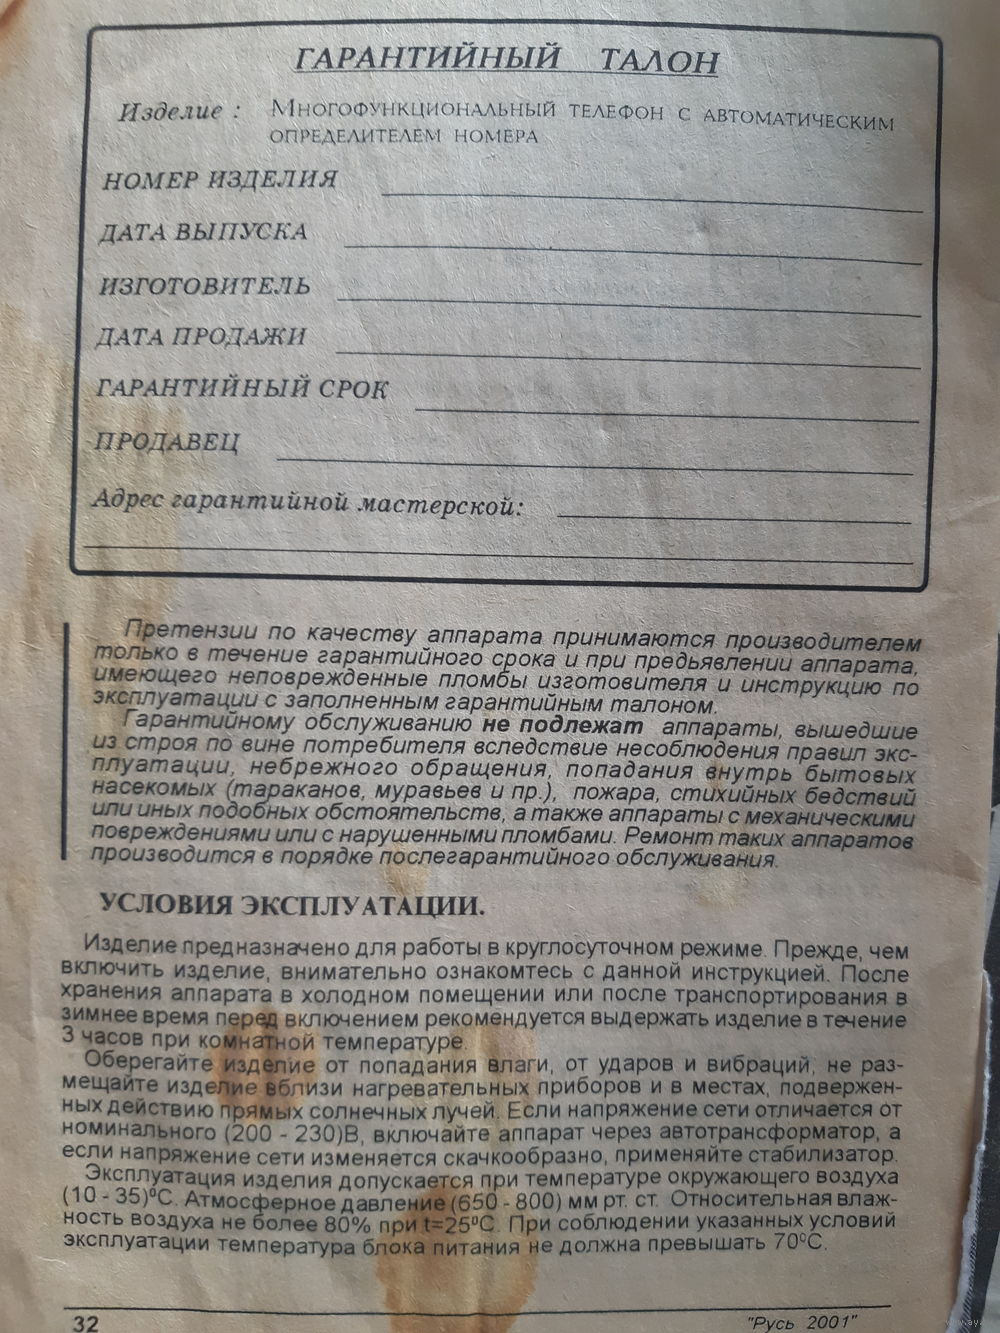 ГАРАНТИЙНЫЙ ТАЛОН
Изделие : МНОГОФУНКЦИОНАЛЬНЫЙ ТЕЛЕФОН С АВТОМАТИЧЕСКИМ
ОПРЕДЕЛИТЕЛЕМ НОМЕРА
НОМЕР ИЗДЕЛИЯ
ДАТА ВЫПУСКА
ИЗГОТОВИТЕЛЬ
ДАТА ПРОДАЖИ
ГАРАНТИЙНЫЙ СРОК
ПРОДАВЕЦ
Адрес гарантийной мастерской:
Претензии по качеству аппарата принимаются производителем
только в течение гарантийного срока и при предьявлении аппарата,
имеющего неповрежденные пломбы изготовителя и инструкцию по
эксплуатации с заполненным гарантийным талоном.
Гарантийному обслуживанию не подлежат аппараты, вышедшие
из строя по вине потребителя вследствие несоблюдения правил экс-
плуатации, небрежного обращения, попадания внутрь бытовых
насекомых (тараканов, муравьев и пр.), пожара, стихийных бедствий
или иных подобных обстоятельств, а также аппараты с механическими
повреждениями или с нарушенными пломбами. Ремонт таких аппаратов
производится в порядке послегарантийного обслуживания.
УСЛОВИЯ ЭКСПЛУАТАЦИИ.
Изделие предназначено для работы в круглосуточном режиме. Прежде, чем
включить изделие, внимательно ознакомтесь с данной инструкцией. После
хранения аппарата в холодном помещении или после транспортирования в
зимнее время перед включением рекомендуется выдержать изделие в течение
3 часов при комнатной температуре.
Оберегайте изделие от попадания влаги, от ударов и вибраций, не раз-
мещайте изделие вблизи нагревательных приборов и в местах, подвержен-
ных действию прямых солнечных лучей. Если напряжение сети отличается от
номинального (200 - 230)В, включайте аппарат через автотрансформатор, а
если напряжение сети изменяется скачкообразно, применяйте стабилизатор.
Эксплуатация изделия допускается при температуре окружающего воздуха
(10 - 35)⁰С. Атмосферное давление (650 - 800) мм рт. ст. Относительная влаж-
ность воздуха не более 80% при t=25⁰С. При соблюдении указанных условий
эксплуатации температура блока питания не должна превышать 70⁰С.
32
"Русь 2001"